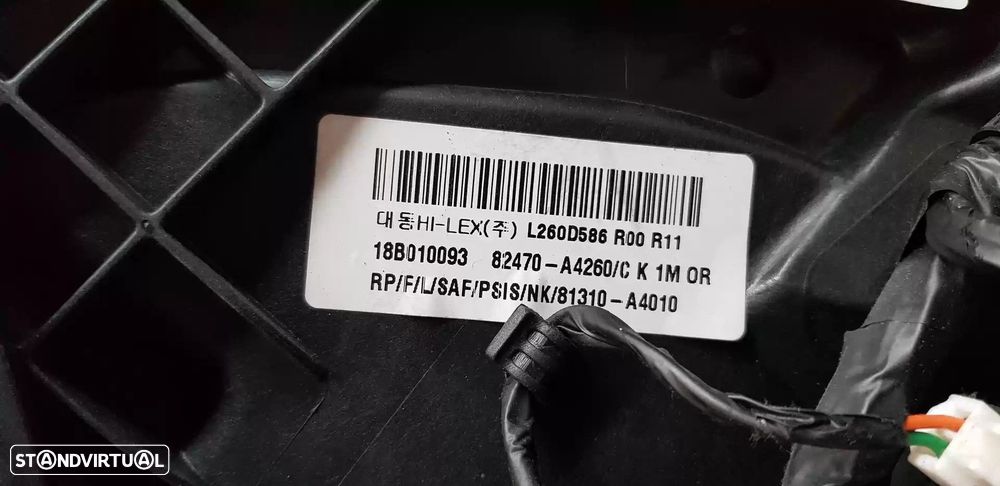 대동HI-LEX(주) L260D586 R00 R11
18B010093 82470-A4260/C K 1M OR
RP/F/L/SAF/PSIS/NK/81310-A4010
STANDVIRTUAL